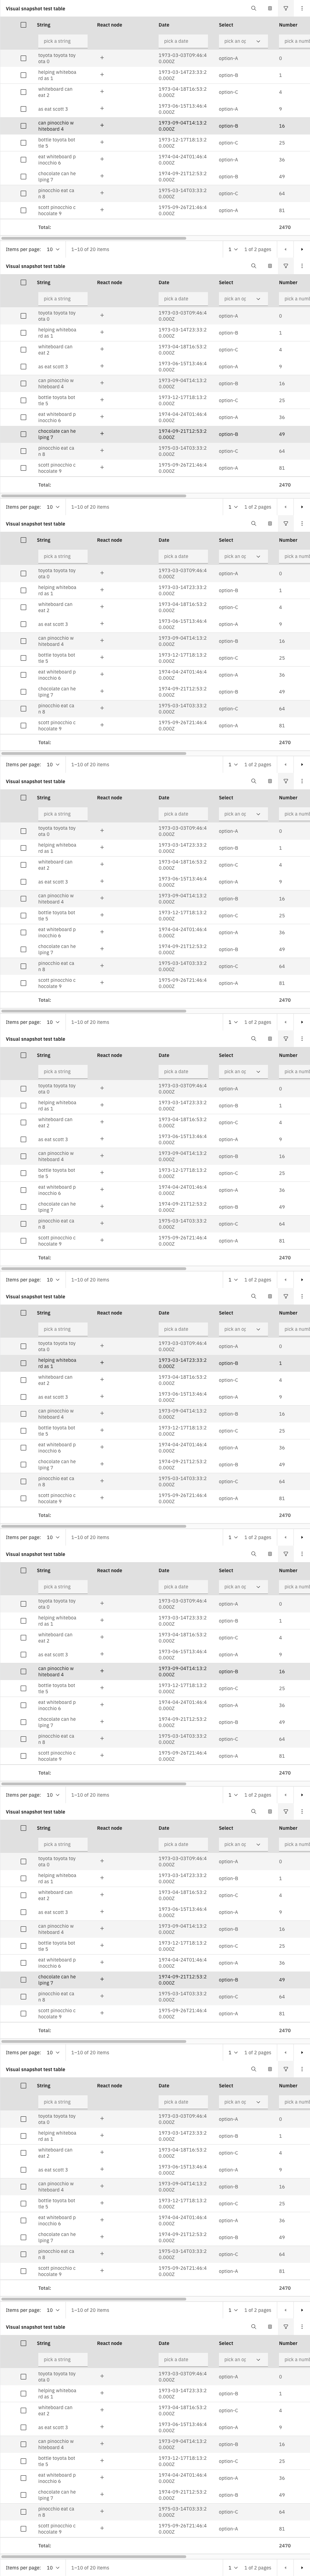 Visual snapshot test table
String React node Date Select Number
pick a string pick a date pick an op pick a num
toyota toyota toy 1973-03-03T09:46:4 option-A 0
ota 0 0.000Z
helping whiteboa 1973-03-14T23:33:2 option-B 1
rd as 1 0.000Z
whiteboard can 1973-04-18T16:53:2 option-C 4
eat 2 0.000Z
as eat scott 3 1973-06-15T13:46:4 option-A 9
0.000Z
can pinocchio w 1973-09-04T14:13:2 option-B 16
hiteboard 4 0.000Z
bottle toyota bot 1973-12-17T18:13:2 option-C 25
tle 5 0.000Z
eat whiteboard p 1974-04-24T01:46:4 option-A 36
inocchio 6 0.000Z
chocolate can he 1974-09-21T12:53:2 option-B 49
lping 7 0.000Z
pinocchio eat ca 1975-03-14T03:33:2 option-C 64
n 8 0.000Z
scott pinocchio c 1975-09-26T21:46:4 option-A 81
hocolate 9 0.000Z
Total: 2470
Items per page: 10 1–10 of 20 items 1 1 of 2 pages
Visual snapshot test table
String React node Date Select Number
pick a string pick a date pick an op pick a num
toyota toyota toy 1973-03-03T09:46:4 option-A 0
ota 0 0.000Z
helping whiteboa 1973-03-14T23:33:2 option-B 1
rd as 1 0.000Z
whiteboard can 1973-04-18T16:53:2 option-C 4
eat 2 0.000Z
as eat scott 3 1973-06-15T13:46:4 option-A 9
0.000Z
can pinocchio w 1973-09-04T14:13:2 option-B 16
hiteboard 4 0.000Z
bottle toyota bot 1973-12-17T18:13:2 option-C 25
tle 5 0.000Z
eat whiteboard p 1974-04-24T01:46:4 option-A 36
inocchio 6 0.000Z
chocolate can he 1974-09-21T12:53:2 option-B 49
lping 7 0.000Z
pinocchio eat ca 1975-03-14T03:33:2 option-C 64
n 8 0.000Z
scott pinocchio c 1975-09-26T21:46:4 option-A 81
hocolate 9 0.000Z
Total: 2470
Items per page: 10 1–10 of 20 items 1 1 of 2 pages
Visual snapshot test table
String React node Date Select Number
pick a string pick a date pick an op pick a num
toyota toyota toy 1973-03-03T09:46:4 option-A 0
ota 0 0.000Z
helping whiteboa 1973-03-14T23:33:2 option-B 1
rd as 1 0.000Z
whiteboard can 1973-04-18T16:53:2 option-C 4
eat 2 0.000Z
as eat scott 3 1973-06-15T13:46:4 option-A 9
0.000Z
can pinocchio w 1973-09-04T14:13:2 option-B 16
hiteboard 4 0.000Z
bottle toyota bot 1973-12-17T18:13:2 option-C 25
tle 5 0.000Z
eat whiteboard p 1974-04-24T01:46:4 option-A 36
inocchio 6 0.000Z
chocolate can he 1974-09-21T12:53:2 option-B 49
lping 7 0.000Z
pinocchio eat ca 1975-03-14T03:33:2 option-C 64
n 8 0.000Z
scott pinocchio c 1975-09-26T21:46:4 option-A 81
hocolate 9 0.000Z
Total: 2470
Items per page: 10 1–10 of 20 items 1 1 of 2 pages
Visual snapshot test table
String React node Date Select Number
pick a string pick a date pick an op pick a num
toyota toyota toy 1973-03-03T09:46:4 option-A 0
ota 0 0.000Z
helping whiteboa 1973-03-14T23:33:2 option-B 1
rd as 1 0.000Z
whiteboard can 1973-04-18T16:53:2 option-C 4
eat 2 0.000Z
as eat scott 3 1973-06-15T13:46:4 option-A 9
0.000Z
can pinocchio w 1973-09-04T14:13:2 option-B 16
hiteboard 4 0.000Z
bottle toyota bot 1973-12-17T18:13:2 option-C 25
tle 5 0.000Z
eat whiteboard p 1974-04-24T01:46:4 option-A 36
inocchio 6 0.000Z
chocolate can he 1974-09-21T12:53:2 option-B 49
lping 7 0.000Z
pinocchio eat ca 1975-03-14T03:33:2 option-C 64
n 8 0.000Z
scott pinocchio c 1975-09-26T21:46:4 option-A 81
hocolate 9 0.000Z
Total: 2470
Items per page: 10 1–10 of 20 items 1 1 of 2 pages
Visual snapshot test table
String React node Date Select Number
pick a string pick a date pick an op pick a num
toyota toyota toy 1973-03-03T09:46:4 option-A 0
ota 0 0.000Z
helping whiteboa 1973-03-14T23:33:2 option-B 1
rd as 1 0.000Z
whiteboard can 1973-04-18T16:53:2 option-C 4
eat 2 0.000Z
as eat scott 3 1973-06-15T13:46:4 option-A 9
0.000Z
can pinocchio w 1973-09-04T14:13:2 option-B 16
hiteboard 4 0.000Z
bottle toyota bot 1973-12-17T18:13:2 option-C 25
tle 5 0.000Z
eat whiteboard p 1974-04-24T01:46:4 option-A 36
inocchio 6 0.000Z
chocolate can he 1974-09-21T12:53:2 option-B 49
lping 7 0.000Z
pinocchio eat ca 1975-03-14T03:33:2 option-C 64
n 8 0.000Z
scott pinocchio c 1975-09-26T21:46:4 option-A 81
hocolate 9 0.000Z
Total: 2470
Items per page: 10 1–10 of 20 items 1 1 of 2 pages
Visual snapshot test table
String React node Date Select Number
pick a string pick a date pick an op pick a num
toyota toyota toy 1973-03-03T09:46:4 option-A 0
ota 0 0.000Z
helping whiteboa 1973-03-14T23:33:2 option-B 1
rd as 1 0.000Z
whiteboard can 1973-04-18T16:53:2 option-C 4
eat 2 0.000Z
as eat scott 3 1973-06-15T13:46:4 option-A 9
0.000Z
can pinocchio w 1973-09-04T14:13:2 option-B 16
hiteboard 4 0.000Z
bottle toyota bot 1973-12-17T18:13:2 option-C 25
tle 5 0.000Z
eat whiteboard p 1974-04-24T01:46:4 option-A 36
inocchio 6 0.000Z
chocolate can he 1974-09-21T12:53:2 option-B 49
lping 7 0.000Z
pinocchio eat ca 1975-03-14T03:33:2 option-C 64
n 8 0.000Z
scott pinocchio c 1975-09-26T21:46:4 option-A 81
hocolate 9 0.000Z
Total: 2470
Items per page: 10 1–10 of 20 items 1 1 of 2 pages
Visual snapshot test table
String React node Date Select Number
pick a string pick a date pick an op pick a num
toyota toyota toy 1973-03-03T09:46:4 option-A 0
ota 0 0.000Z
helping whiteboa 1973-03-14T23:33:2 option-B 1
rd as 1 0.000Z
whiteboard can 1973-04-18T16:53:2 option-C 4
eat 2 0.000Z
as eat scott 3 1973-06-15T13:46:4 option-A 9
0.000Z
can pinocchio w 1973-09-04T14:13:2 option-B 16
hiteboard 4 0.000Z
bottle toyota bot 1973-12-17T18:13:2 option-C 25
tle 5 0.000Z
eat whiteboard p 1974-04-24T01:46:4 option-A 36
inocchio 6 0.000Z
chocolate can he 1974-09-21T12:53:2 option-B 49
lping 7 0.000Z
pinocchio eat ca 1975-03-14T03:33:2 option-C 64
n 8 0.000Z
scott pinocchio c 1975-09-26T21:46:4 option-A 81
hocolate 9 0.000Z
Total: 2470
Items per page: 10 1–10 of 20 items 1 1 of 2 pages
Visual snapshot test table
String React node Date Select Number
pick a string pick a date pick an op pick a num
toyota toyota toy 1973-03-03T09:46:4 option-A 0
ota 0 0.000Z
helping whiteboa 1973-03-14T23:33:2 option-B 1
rd as 1 0.000Z
whiteboard can 1973-04-18T16:53:2 option-C 4
eat 2 0.000Z
as eat scott 3 1973-06-15T13:46:4 option-A 9
0.000Z
can pinocchio w 1973-09-04T14:13:2 option-B 16
hiteboard 4 0.000Z
bottle toyota bot 1973-12-17T18:13:2 option-C 25
tle 5 0.000Z
eat whiteboard p 1974-04-24T01:46:4 option-A 36
inocchio 6 0.000Z
chocolate can he 1974-09-21T12:53:2 option-B 49
lping 7 0.000Z
pinocchio eat ca 1975-03-14T03:33:2 option-C 64
n 8 0.000Z
scott pinocchio c 1975-09-26T21:46:4 option-A 81
hocolate 9 0.000Z
Total: 2470
Items per page: 10 1–10 of 20 items 1 1 of 2 pages
Visual snapshot test table
String React node Date Select Number
pick a string pick a date pick an op pick a num
toyota toyota toy 1973-03-03T09:46:4 option-A 0
ota 0 0.000Z
helping whiteboa 1973-03-14T23:33:2 option-B 1
rd as 1 0.000Z
whiteboard can 1973-04-18T16:53:2 option-C 4
eat 2 0.000Z
as eat scott 3 1973-06-15T13:46:4 option-A 9
0.000Z
can pinocchio w 1973-09-04T14:13:2 option-B 16
hiteboard 4 0.000Z
bottle toyota bot 1973-12-17T18:13:2 option-C 25
tle 5 0.000Z
eat whiteboard p 1974-04-24T01:46:4 option-A 36
inocchio 6 0.000Z
chocolate can he 1974-09-21T12:53:2 option-B 49
lping 7 0.000Z
pinocchio eat ca 1975-03-14T03:33:2 option-C 64
n 8 0.000Z
scott pinocchio c 1975-09-26T21:46:4 option-A 81
hocolate 9 0.000Z
Total: 2470
Items per page: 10 1–10 of 20 items 1 1 of 2 pages
Visual snapshot test table
String React node Date Select Number
pick a string pick a date pick an op pick a num
toyota toyota toy 1973-03-03T09:46:4 option-A 0
ota 0 0.000Z
helping whiteboa 1973-03-14T23:33:2 option-B 1
rd as 1 0.000Z
whiteboard can 1973-04-18T16:53:2 option-C 4
eat 2 0.000Z
as eat scott 3 1973-06-15T13:46:4 option-A 9
0.000Z
can pinocchio w 1973-09-04T14:13:2 option-B 16
hiteboard 4 0.000Z
bottle toyota bot 1973-12-17T18:13:2 option-C 25
tle 5 0.000Z
eat whiteboard p 1974-04-24T01:46:4 option-A 36
inocchio 6 0.000Z
chocolate can he 1974-09-21T12:53:2 option-B 49
lping 7 0.000Z
pinocchio eat ca 1975-03-14T03:33:2 option-C 64
n 8 0.000Z
scott pinocchio c 1975-09-26T21:46:4 option-A 81
hocolate 9 0.000Z
Total: 2470
Items per page: 10 1–10 of 20 items 1 1 of 2 pages